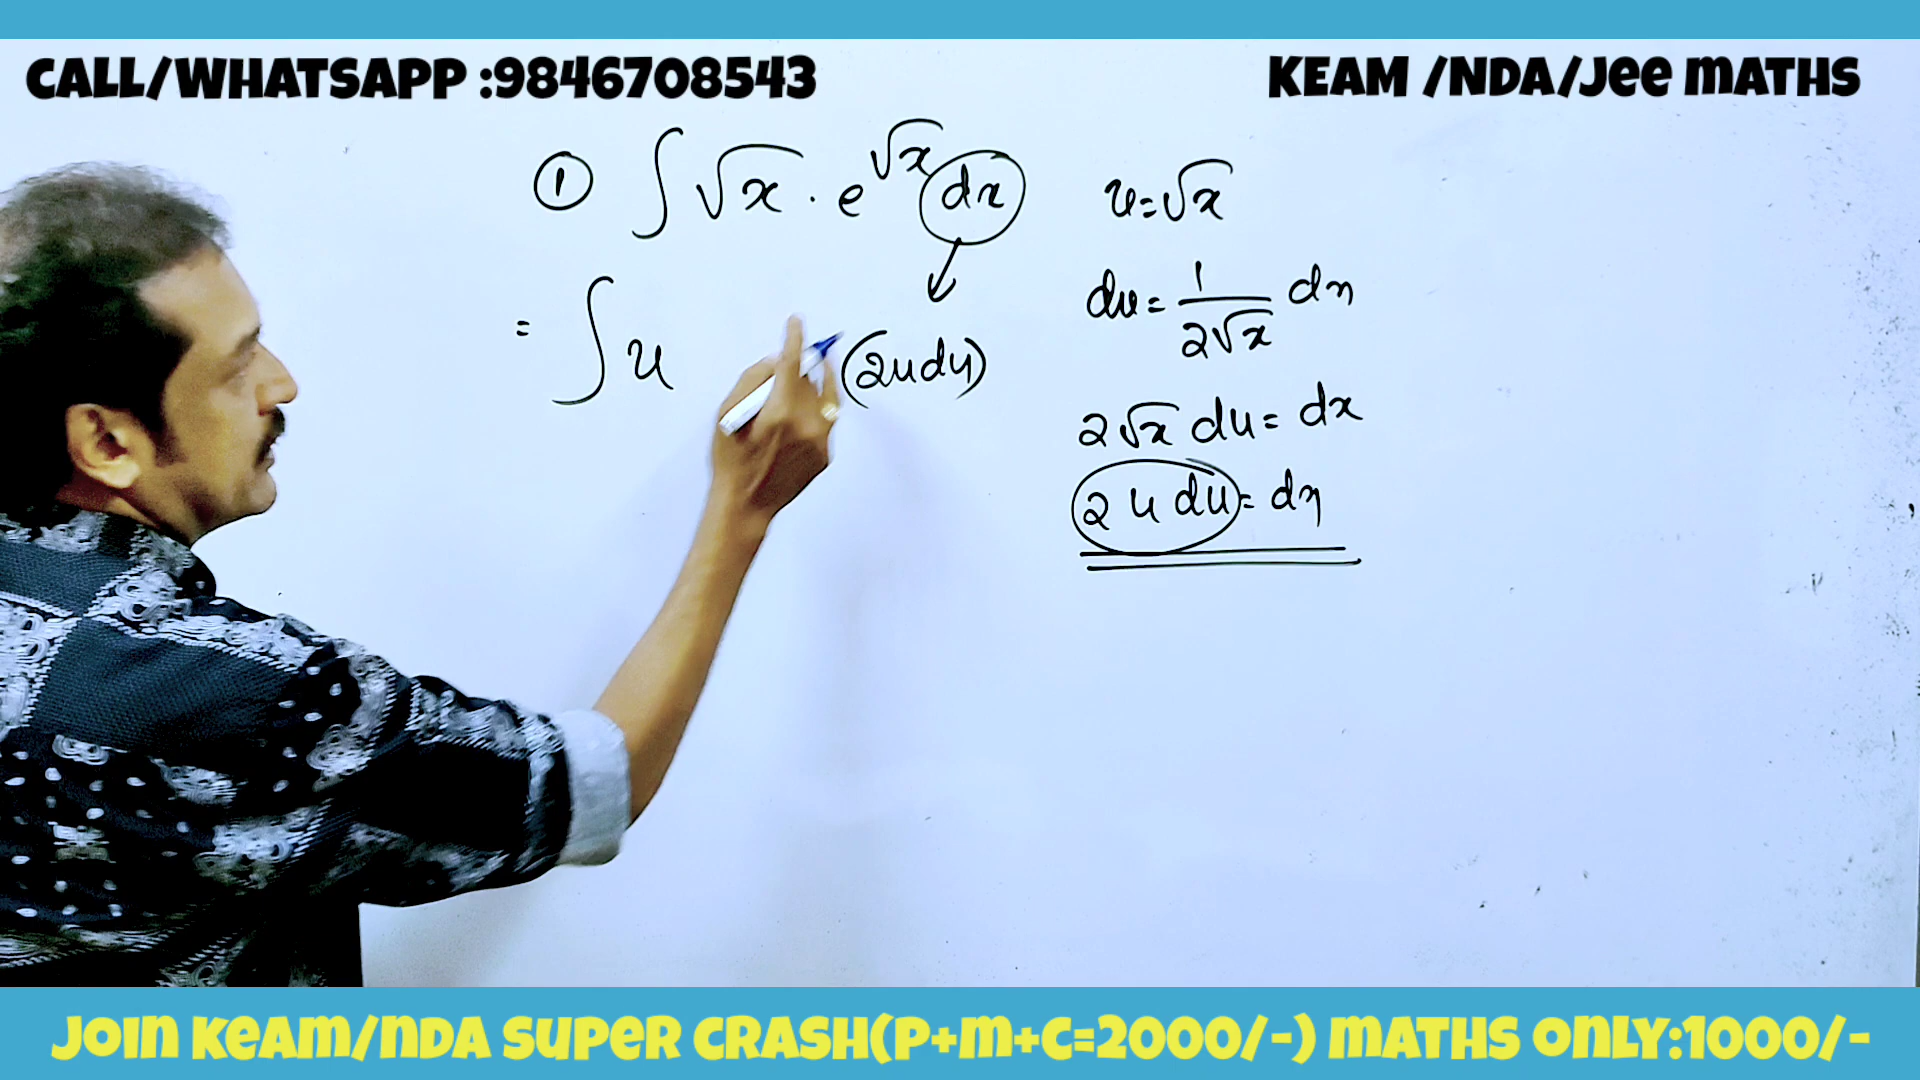 CALL/WHATSAPP :9846708543
KEAM /NDA/Jee maTHS
① ∫ √x · e^√x dx
= ∫ u (2udu)
u=√x
du= 1/2√x dx
2√x du= dx
2 u du= dx
Join Keam/nda SUPER CRASH(P+m+C=2000/-) maTHS OnLY:1000/-